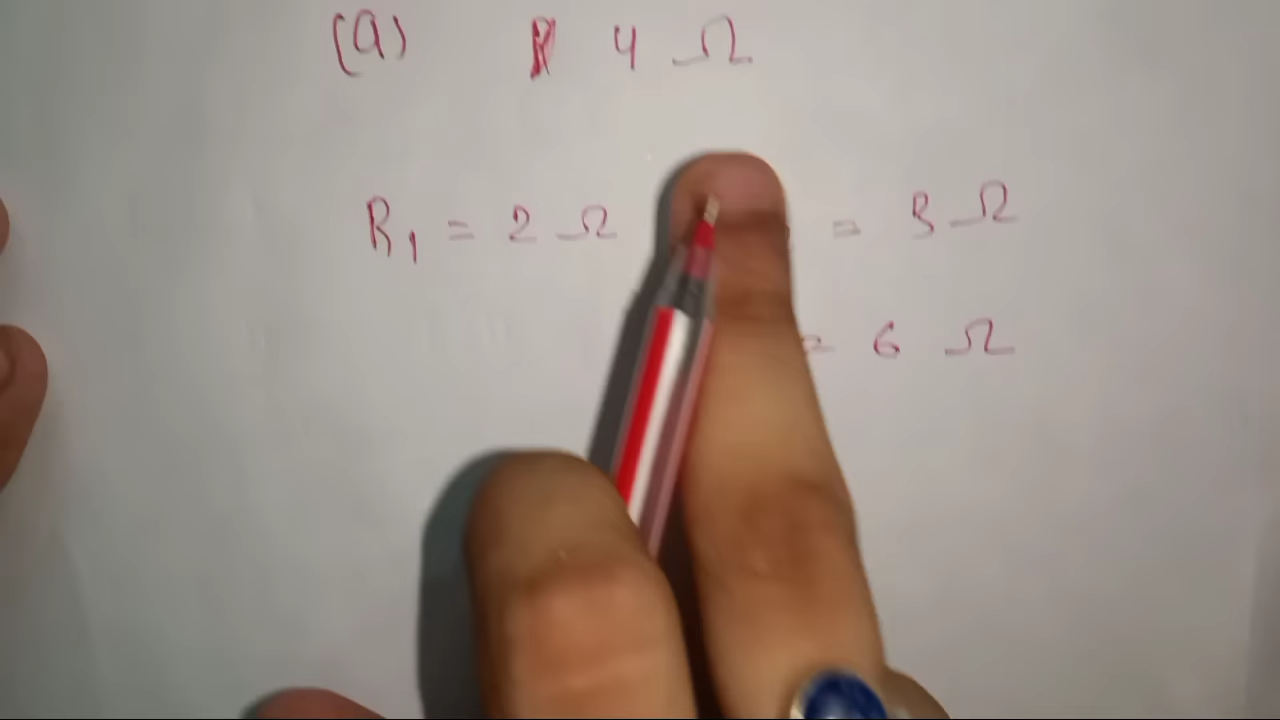 (a) 4 Ω
R1 = 2 Ω = 3 Ω
= 6 Ω